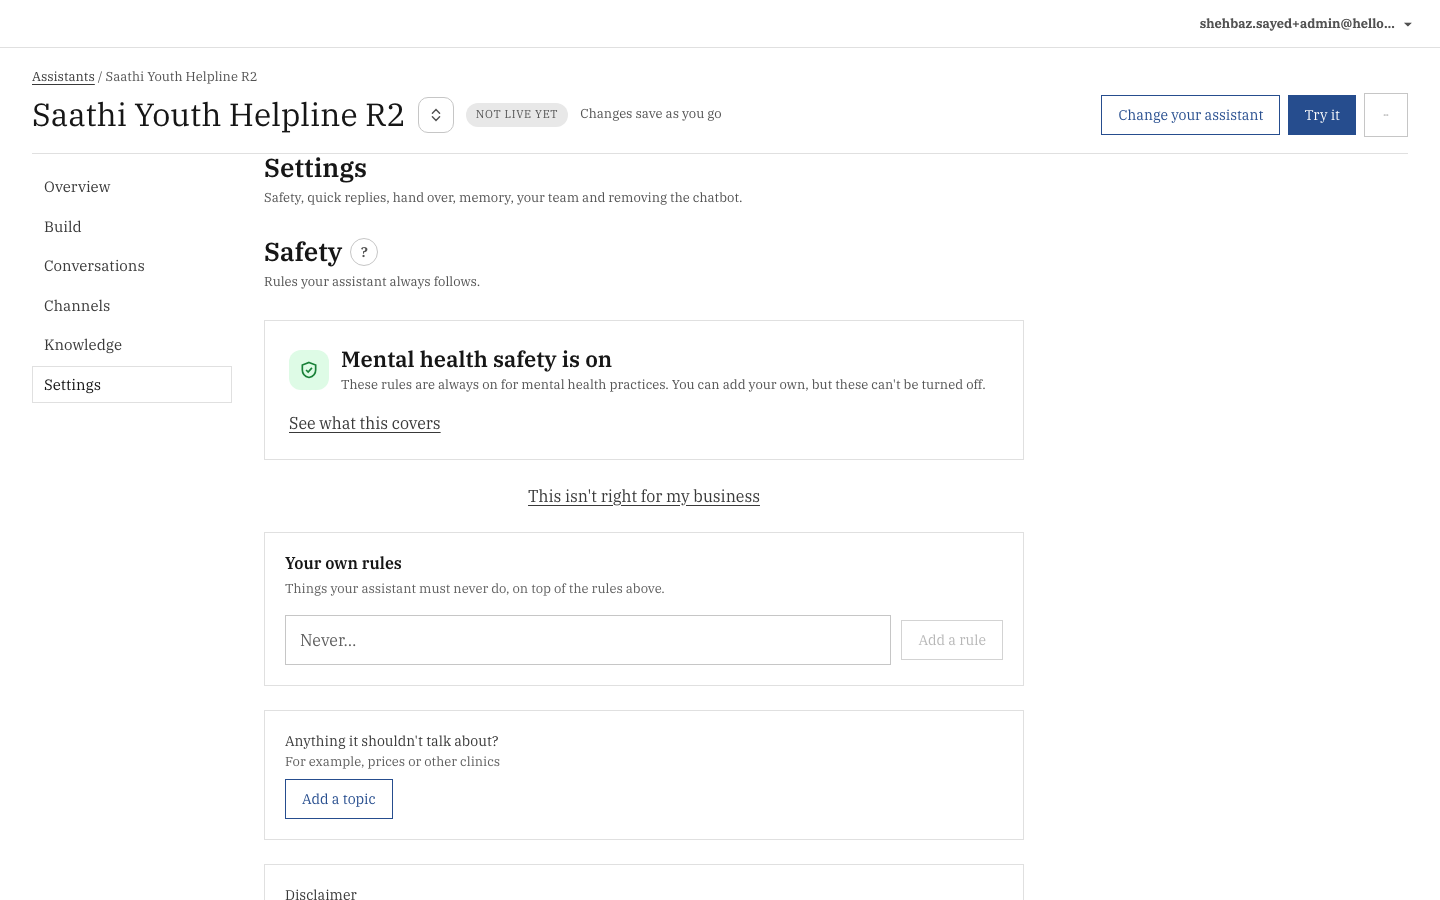 shehbaz.sayed+admin@hello...
Assistants / Saathi Youth Helpline R2
Saathi Youth Helpline R2
NOT LIVE YET
Changes save as you go
Change your assistant
Try it
Overview
Build
Conversations
Channels
Knowledge
Settings
Settings
Safety, quick replies, hand over, memory, your team and removing the chatbot.
Safety ?
Rules your assistant always follows.
Mental health safety is on
These rules are always on for mental health practices. You can add your own, but these can't be turned off.
See what this covers
This isn't right for my business
Your own rules
Things your assistant must never do, on top of the rules above.
Never...
Add a rule
Anything it shouldn't talk about?
For example, prices or other clinics
Add a topic
Disclaimer